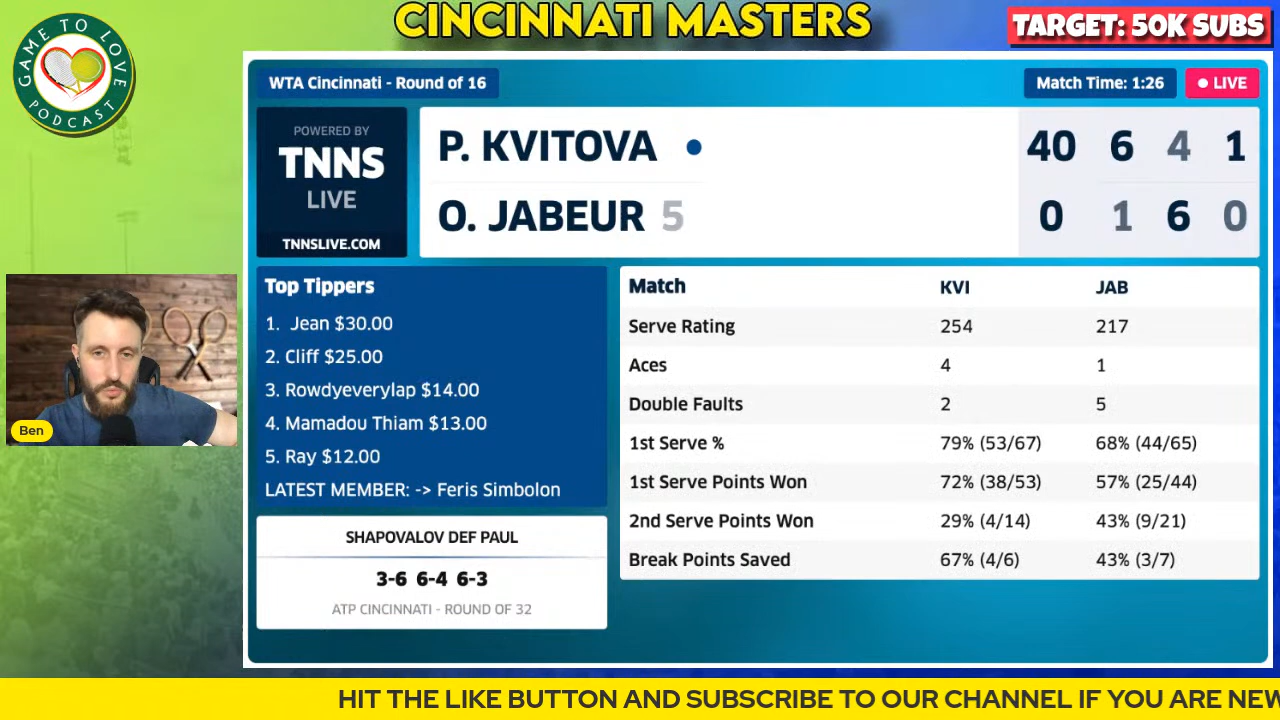 GAME TO LOVE
PODCAST
CINCINNATI MASTERS
TARGET: 50K SUBS
WTA Cincinnati - Round of 16
Match Time: 1:26
LIVE
POWERED BY
TNNS
LIVE
TNNSLIVE.COM
P. KVITOVA 40 6 4 1
O. JABEUR 5 0 1 6 0
Top Tippers
1. Jean $30.00
2. Cliff $25.00
3. Rowdyeverylap $14.00
4. Mamadou Thiam $13.00
5. Ray $12.00
LATEST MEMBER: -> Feris Simbolon
SHAPOVALOV DEF PAUL
3-6 6-4 6-3
ATP CINCINNATI - ROUND OF 32
Match KVI JAB
Serve Rating 254 217
Aces 4 1
Double Faults 2 5
1st Serve % 79% (53/67) 68% (44/65)
1st Serve Points Won 72% (38/53) 57% (25/44)
2nd Serve Points Won 29% (4/14) 43% (9/21)
Break Points Saved 67% (4/6) 43% (3/7)
Ben
HIT THE LIKE BUTTON AND SUBSCRIBE TO OUR CHANNEL IF YOU ARE NEW